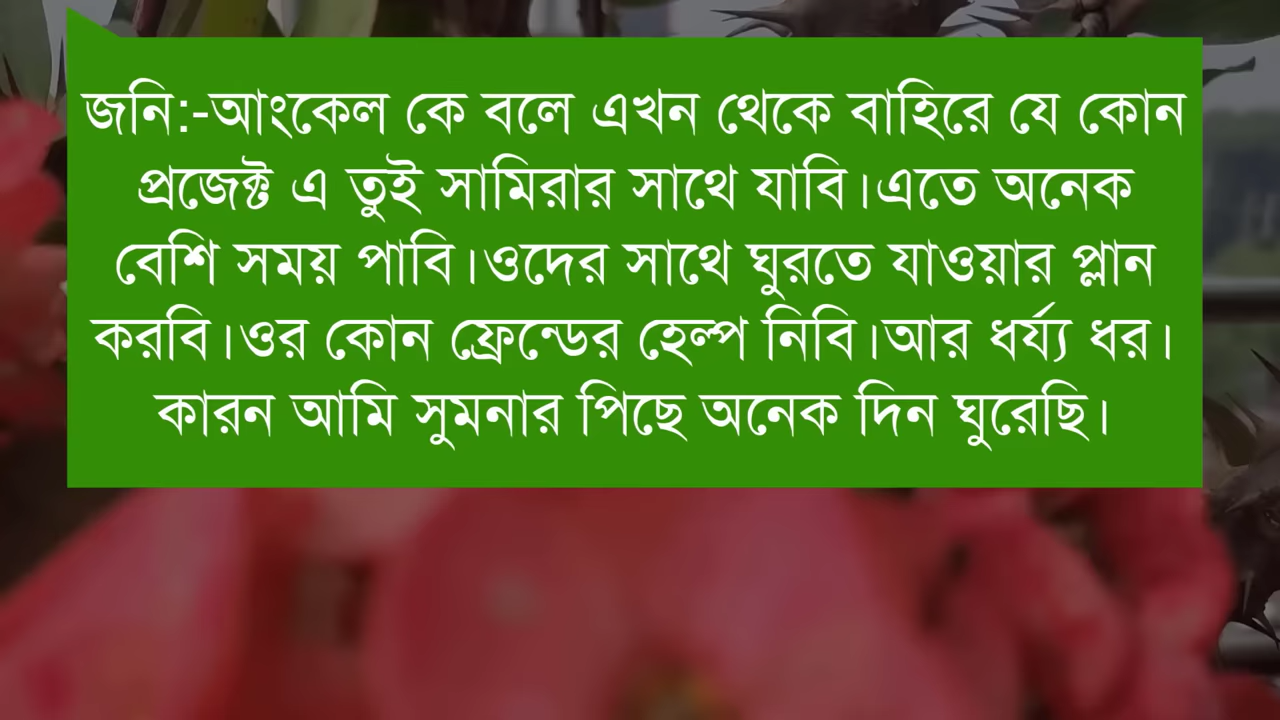 জনি:-আংকেল কে বলে এখন থেকে বাহিরে যে কোন
প্রজেক্ট এ তুই সামিরার সাথে যাবি।এতে অনেক
বেশি সময় পাবি।ওদের সাথে ঘুরতে যাওয়ার প্লান
করবি।ওর কোন ফ্রেন্ডের হেল্প নিবি।আর ধর্য্য ধর।
কারন আমি সুমনার পিছে অনেক দিন ঘুরেছি।